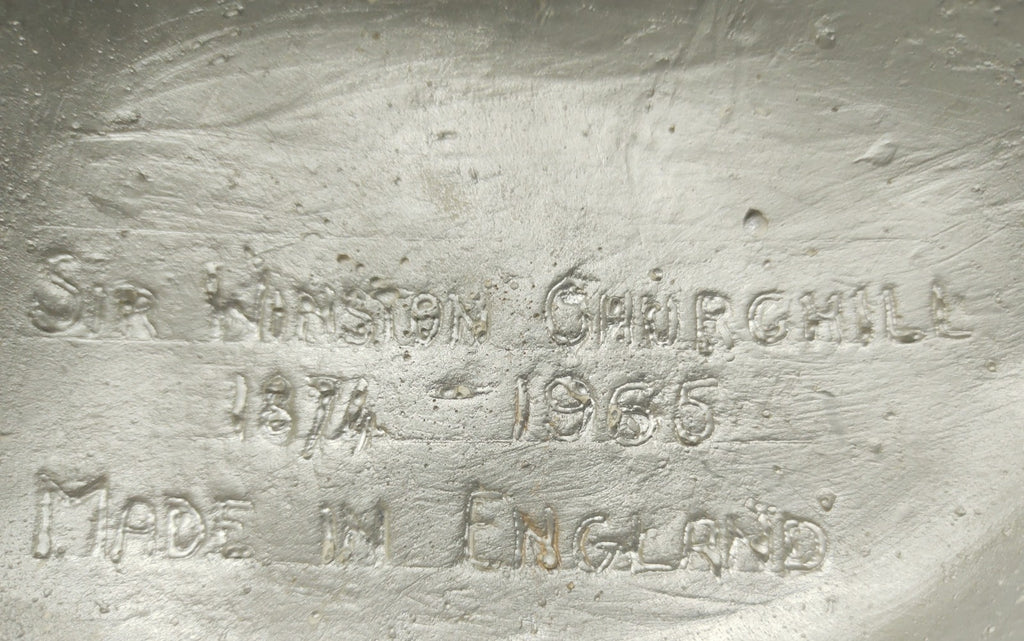 SIR WINSTON CHURCHILL
1874 - 1965
MADE IN ENGLAND